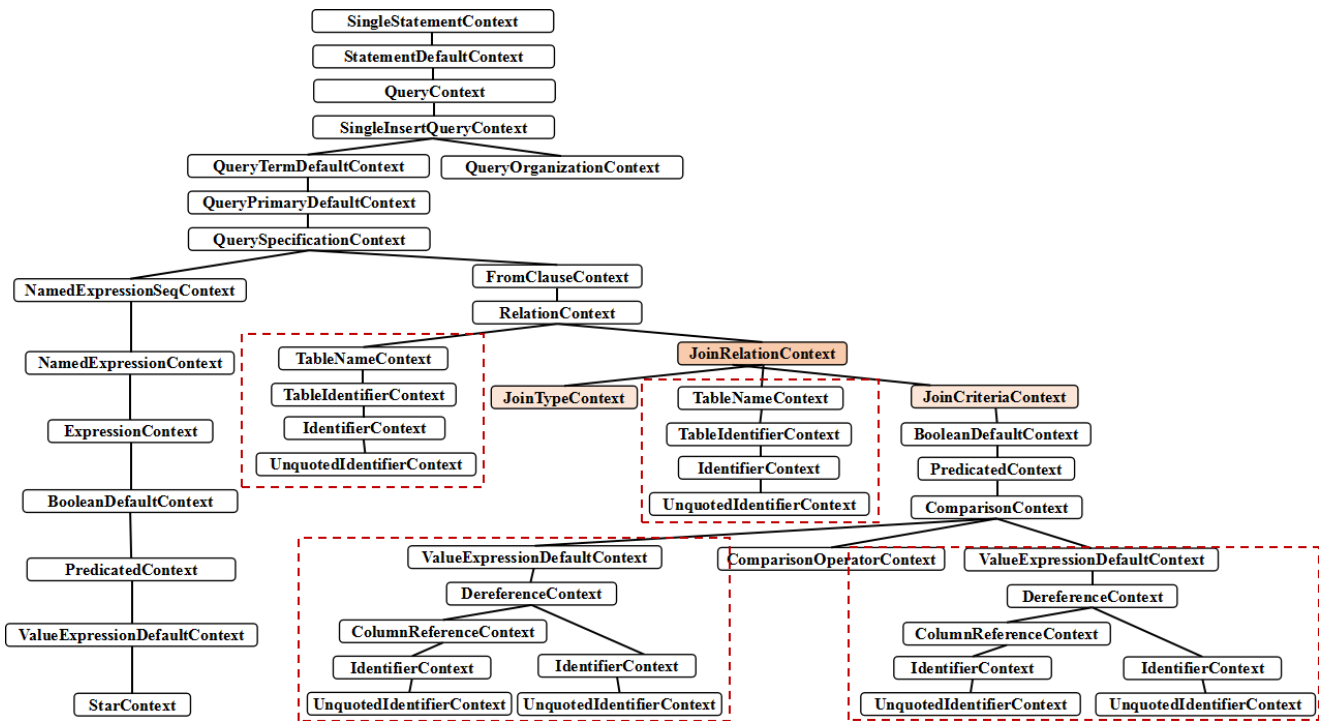 SingleStatementContext
StatementDefaultContext
QueryContext
SingleInsertQueryContext
QueryTermDefaultContext
QueryOrganizationContext
QueryPrimaryDefaultContext
QuerySpecificationContext
NamedExpressionSeqContext
FromClauseContext
RelationContext
NamedExpressionContext
TableNameContext
JoinRelationContext
TableIdentifierContext
JoinTypeContext
TableNameContext
JoinCriteriaContext
ExpressionContext
IdentifierContext
TableIdentifierContext
BooleanDefaultContext
UnquotedIdentifierContext
IdentifierContext
PredicatedContext
BooleanDefaultContext
UnquotedIdentifierContext
ComparisonContext
PredicatedContext
ValueExpressionDefaultContext
ComparisonOperatorContext
ValueExpressionDefaultContext
DereferenceContext
DereferenceContext
ValueExpressionDefaultContext
ColumnReferenceContext
ColumnReferenceContext
IdentifierContext
IdentifierContext
IdentifierContext
IdentifierContext
StarContext
UnquotedIdentifierContext
UnquotedIdentifierContext
UnquotedIdentifierContext
UnquotedIdentifierContext